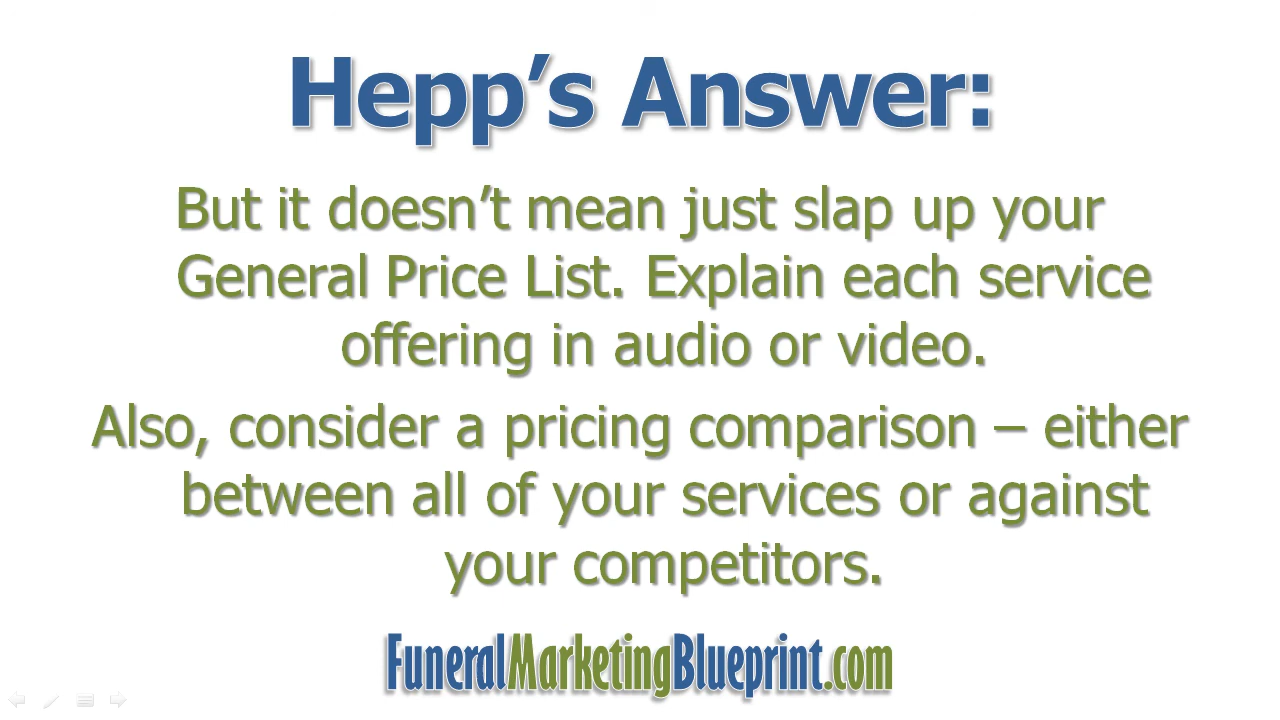 Hepp’s Answer:
But it doesn’t mean just slap up your
General Price List. Explain each service
offering in audio or video.
Also, consider a pricing comparison – either
between all of your services or against
your competitors.
FuneralMarketingBlueprint.com